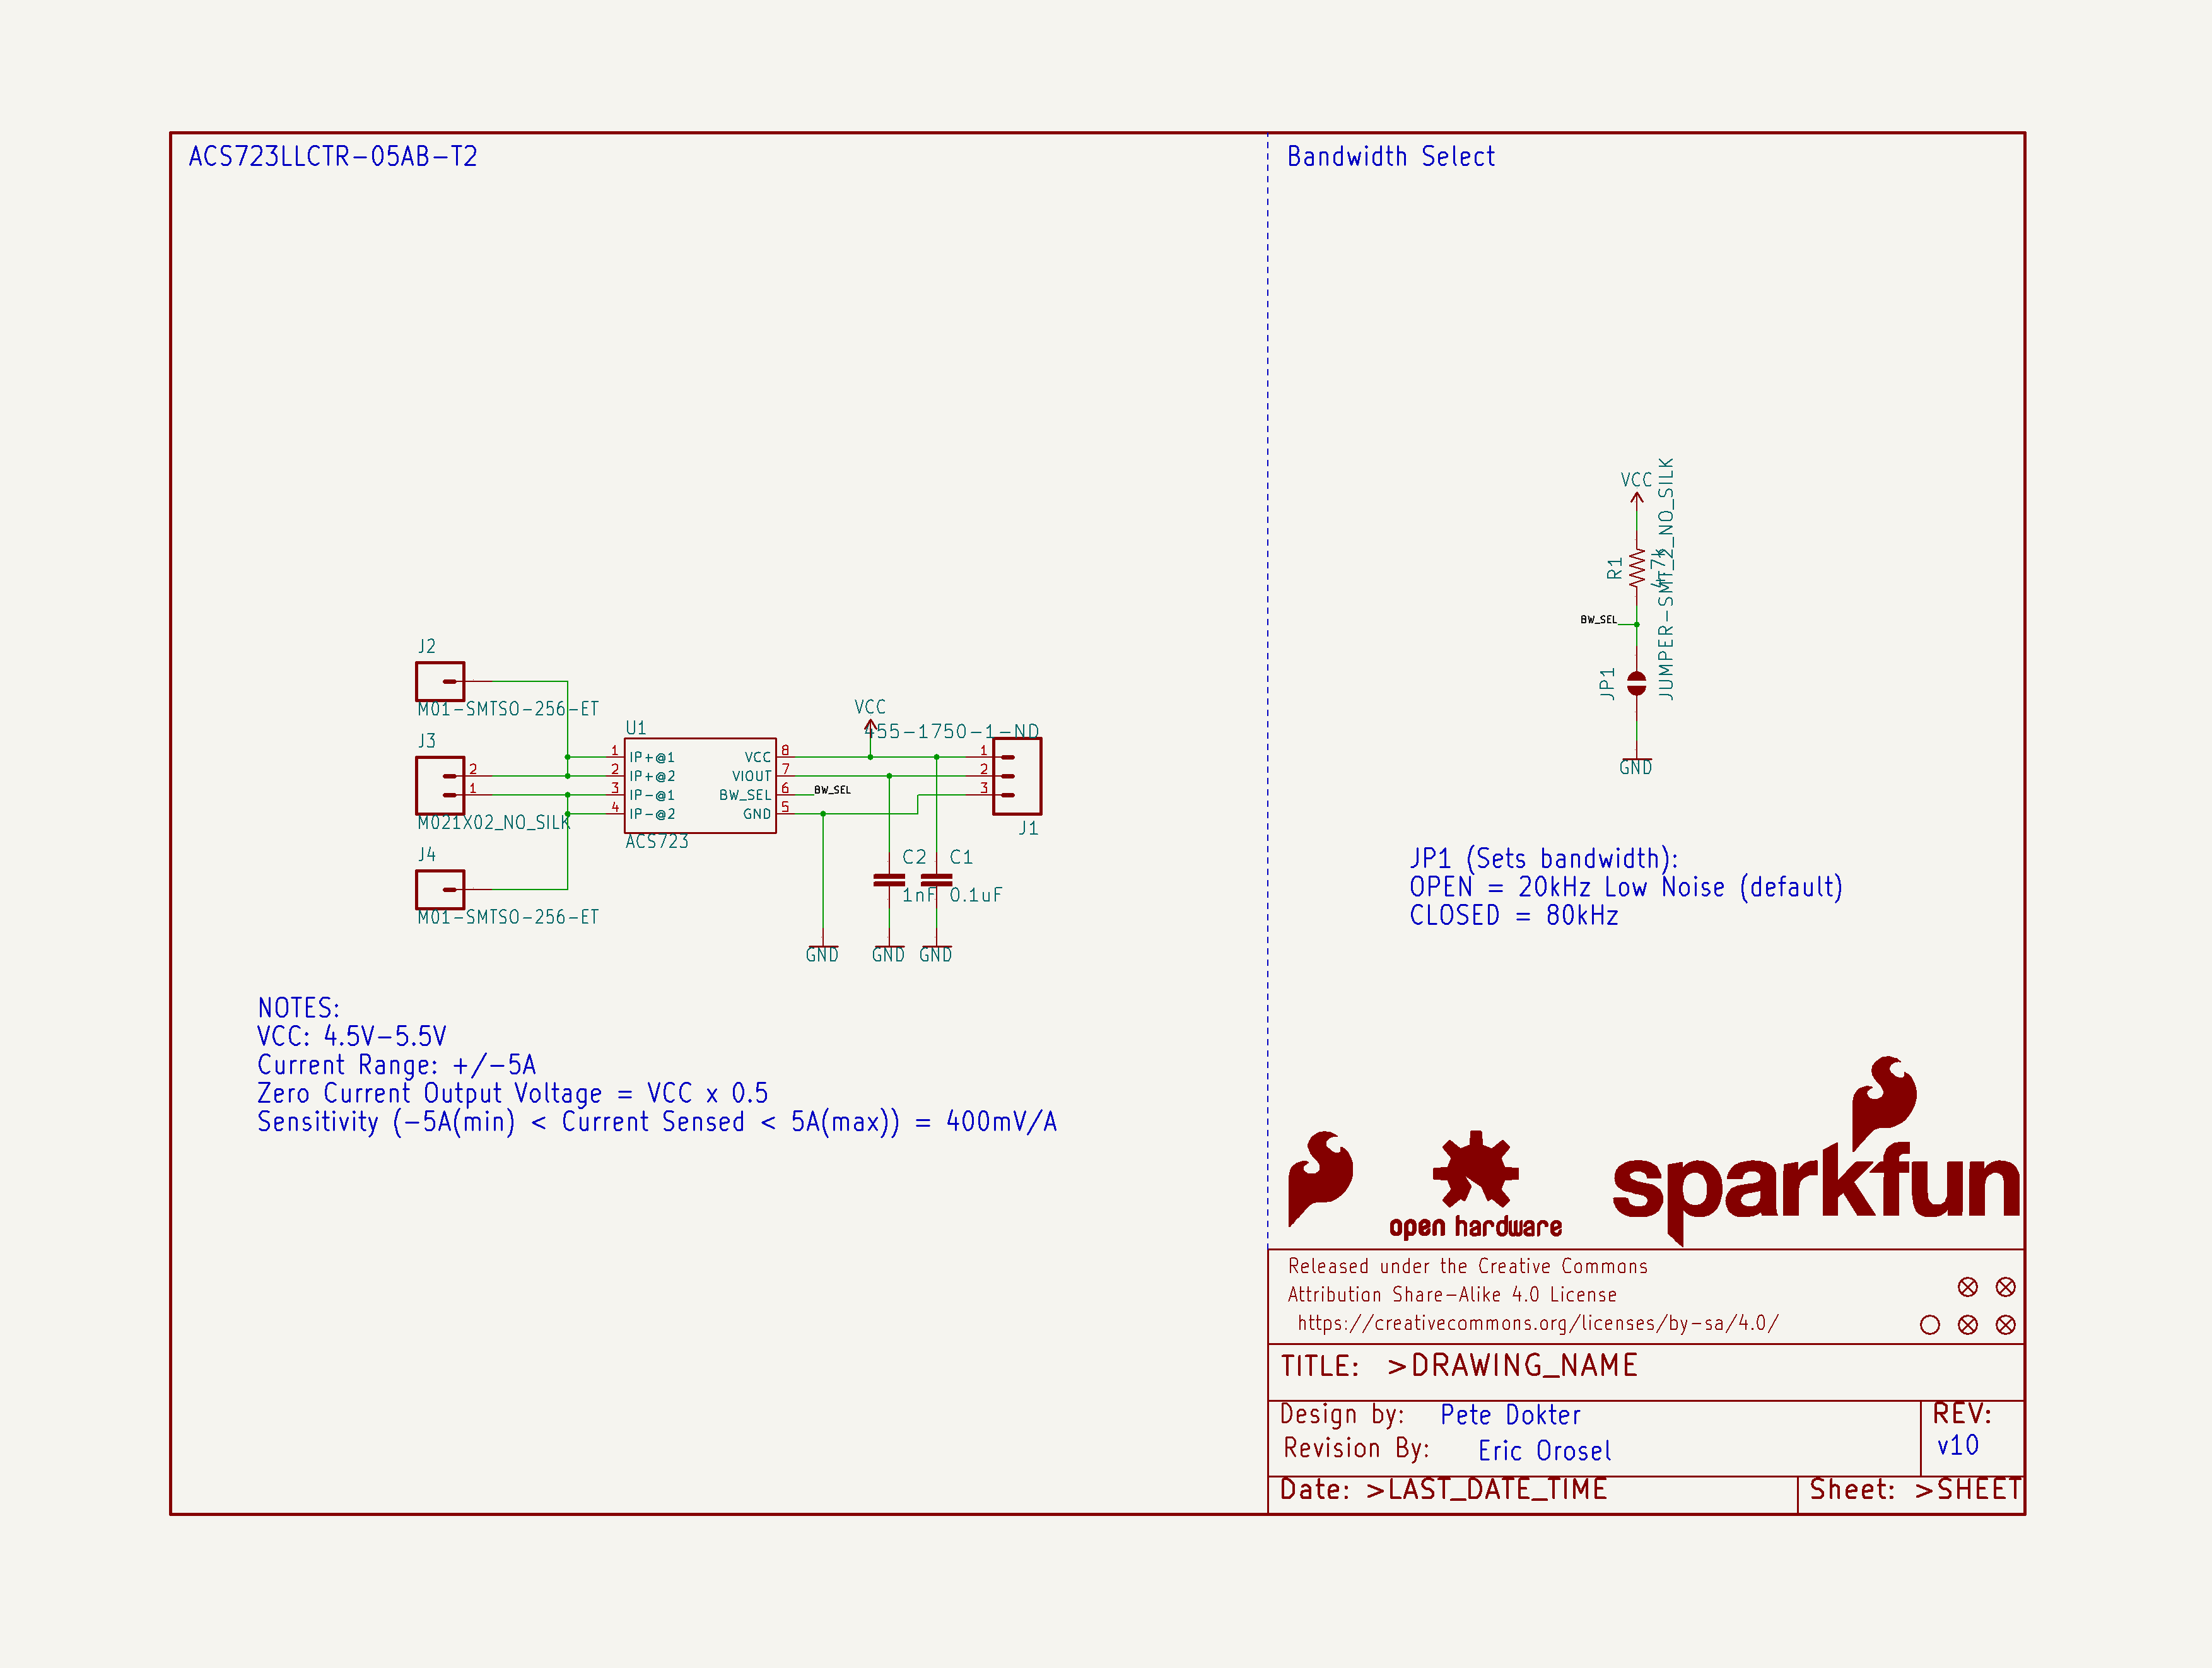 ACS723LLCTR-05AB-T2
Bandwidth Select
VCC
R1
4.7k
JUMPER-SMT_2_NO_SILK
BW_SEL
JP1
GND
J2
M01-SMTSO-256-ET
J3
2
1
M021X02_NO_SILK
J4
M01-SMTSO-256-ET
U1
1 IP+@1 VCC 8
2 IP+@2 VIOUT 7
3 IP-@1 BW_SEL 6 BW_SEL
4 IP-@2 GND 5
ACS723
VCC
455-1750-1-ND
1
2
3
J1
C2 C1
1nF 0.1uF
GND GND GND
JP1 (Sets bandwidth):
OPEN = 20kHz Low Noise (default)
CLOSED = 80kHz
NOTES:
VCC: 4.5V-5.5V
Current Range: +/-5A
Zero Current Output Voltage = VCC x 0.5
Sensitivity (-5A(min) < Current Sensed < 5A(max)) = 400mV/A
open hardware
sparkfun
Released under the Creative Commons
Attribution Share-Alike 4.0 License
https://creativecommons.org/licenses/by-sa/4.0/
TITLE: >DRAWING_NAME
Design by: Pete Dokter
Revision By: Eric Orosel
REV:
v10
Date: >LAST_DATE_TIME
Sheet: >SHEET